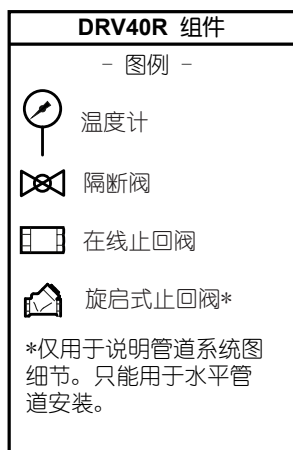 DRV40R 组件
- 图例 -
温度计
隔断阀
在线止回阀
旋启式止回阀*
*仅用于说明管道系统图
细节。只能用于水平管
道安装。